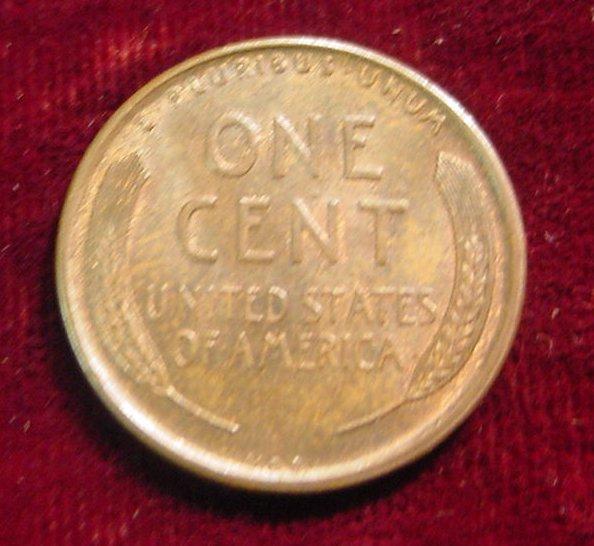 E PLURIBUS UNUM
ONE
CENT
UNITED STATES
OF AMERICA